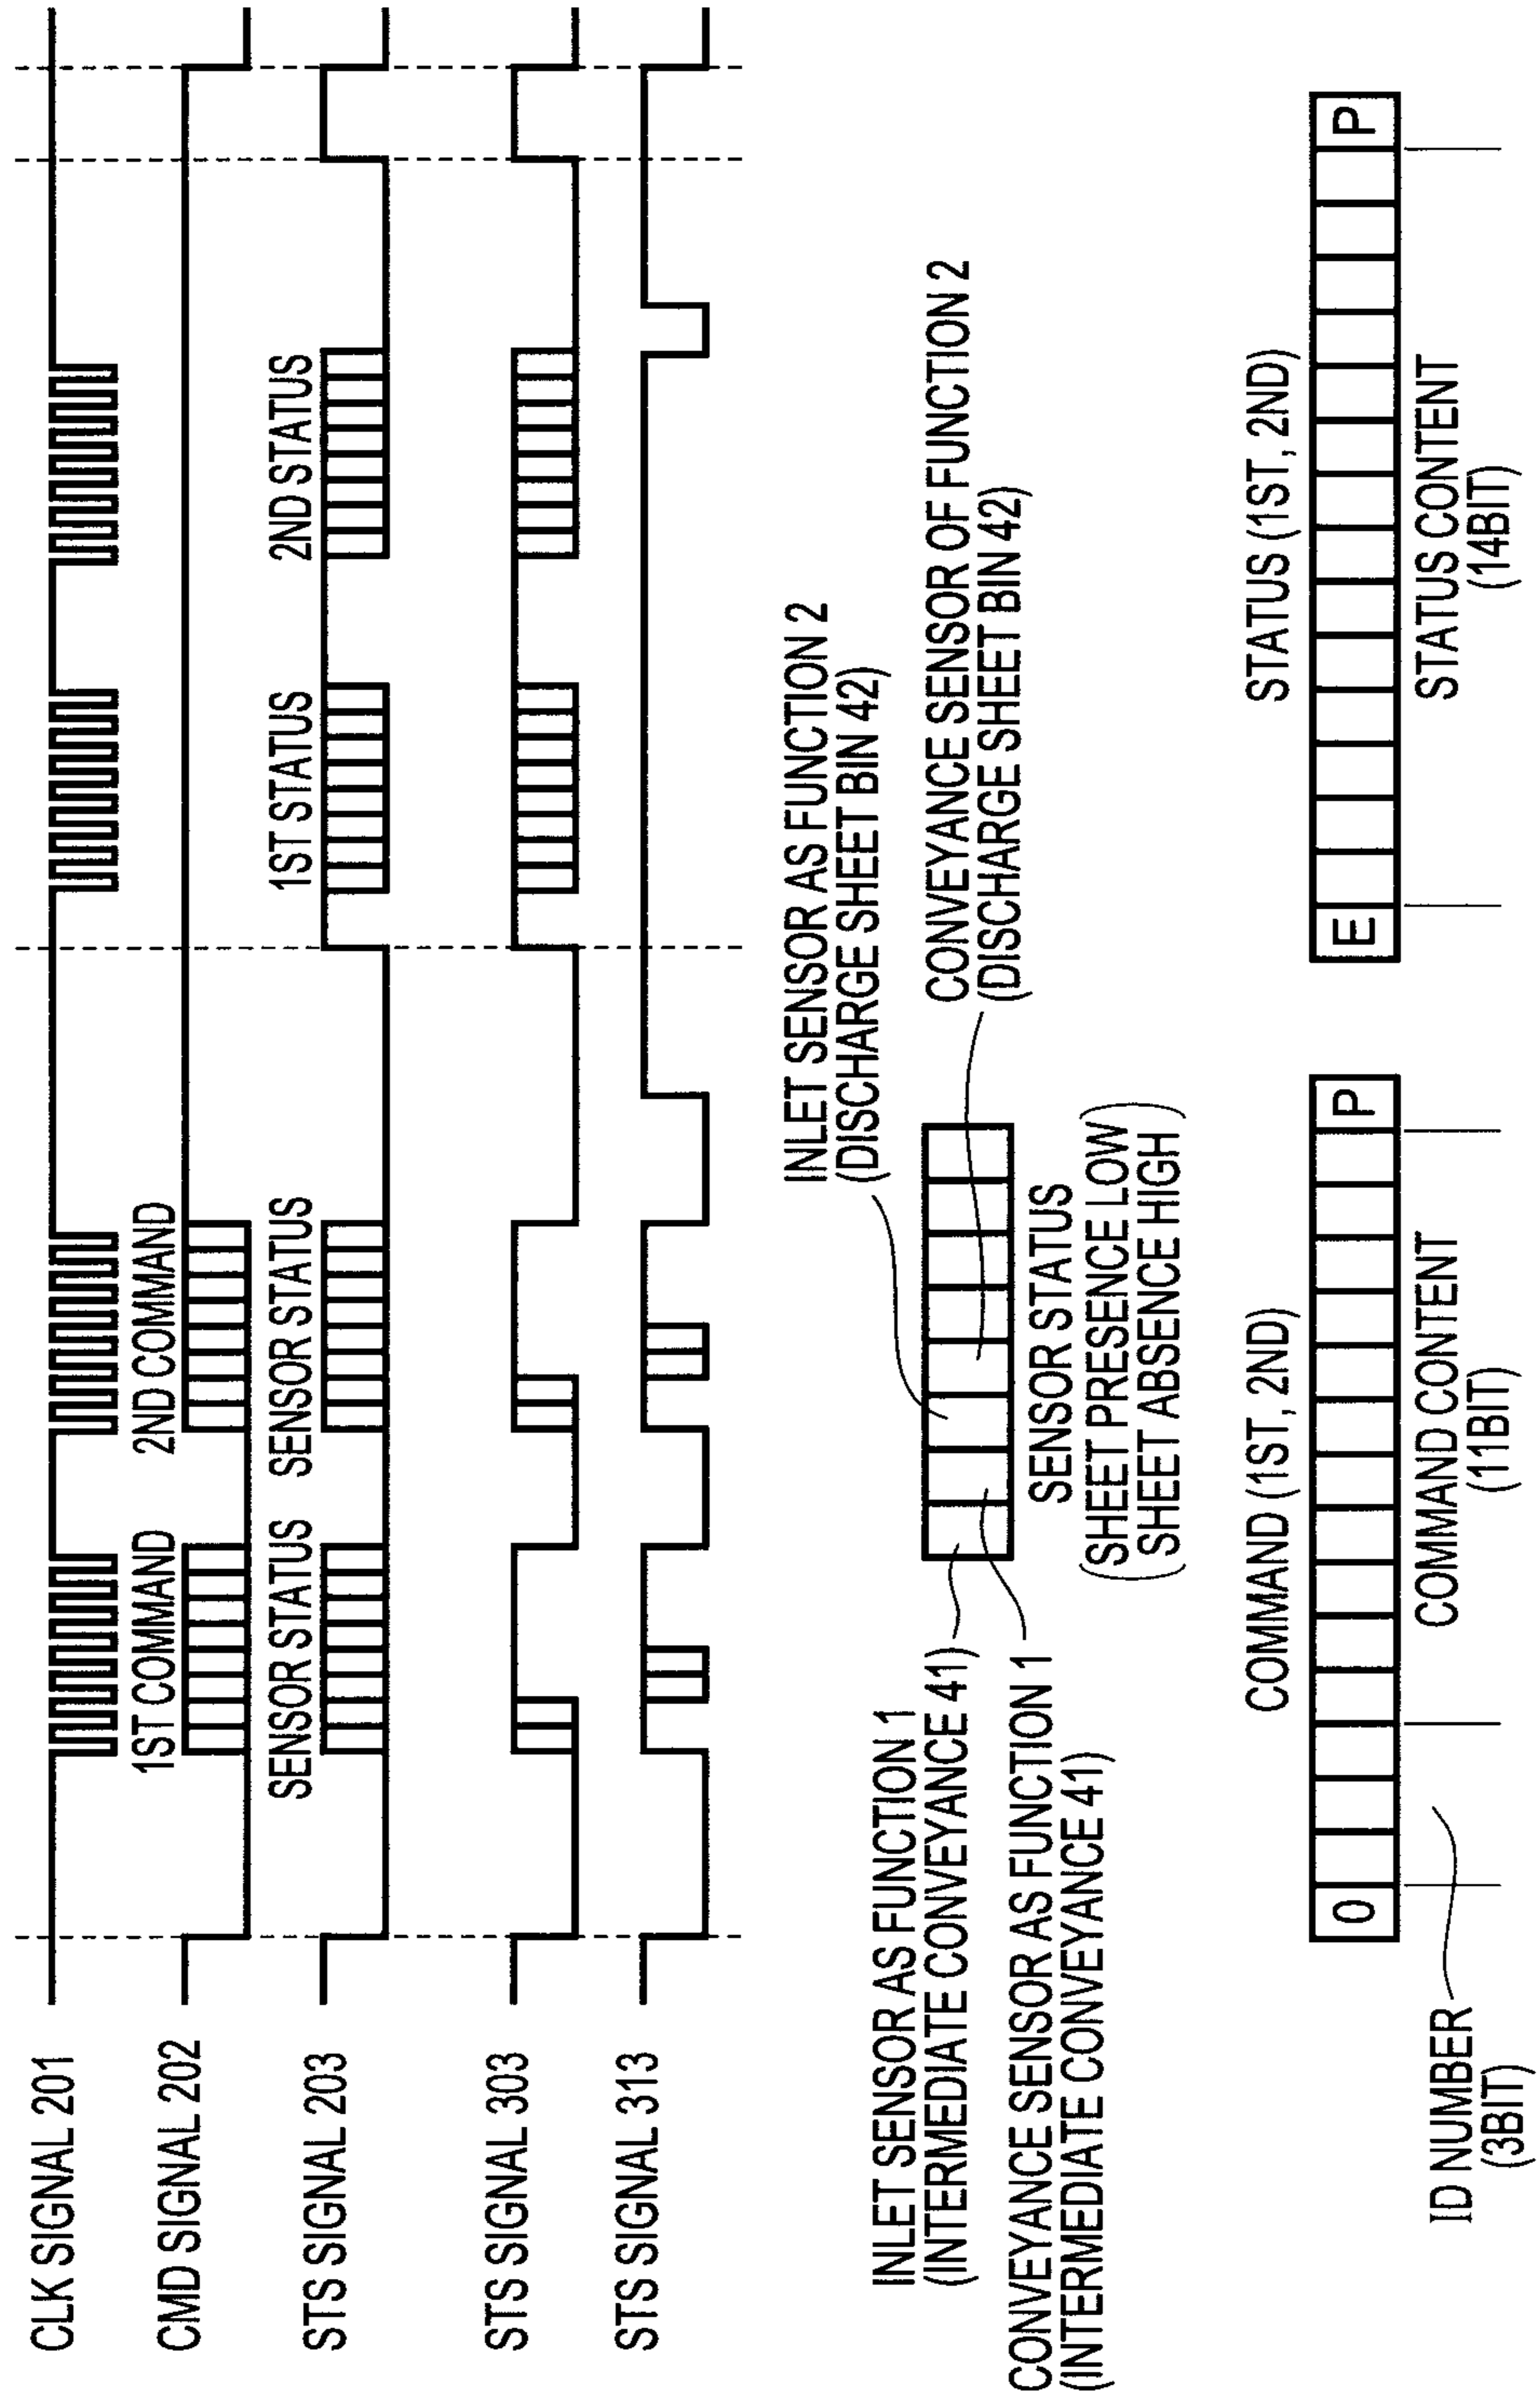 CLK SIGNAL 201
CMD SIGNAL 202
1ST COMMAND
2ND COMMAND
STS SIGNAL 203
SENSOR STATUS
SENSOR STATUS
1ST STATUS
2ND STATUS
STS SIGNAL 303
STS SIGNAL 313
INLET SENSOR AS FUNCTION 1
(INTERMEDIATE CONVEYANCE 41)
CONVEYANCE SENSOR AS FUNCTION 1
(INTERMEDIATE CONVEYANCE 41)
INLET SENSOR AS FUNCTION 2
(DISCHARGE SHEET BIN 42)
CONVEYANCE SENSOR OF FUNCTION 2
(DISCHARGE SHEET BIN 42)
SENSOR STATUS
(SHEET PRESENCE LOW
SHEET ABSENCE HIGH)
COMMAND (1ST, 2ND)
0
P
ID NUMBER
(3BIT)
COMMAND CONTENT
(11BIT)
STATUS (1ST, 2ND)
E
P
STATUS CONTENT
(14BIT)